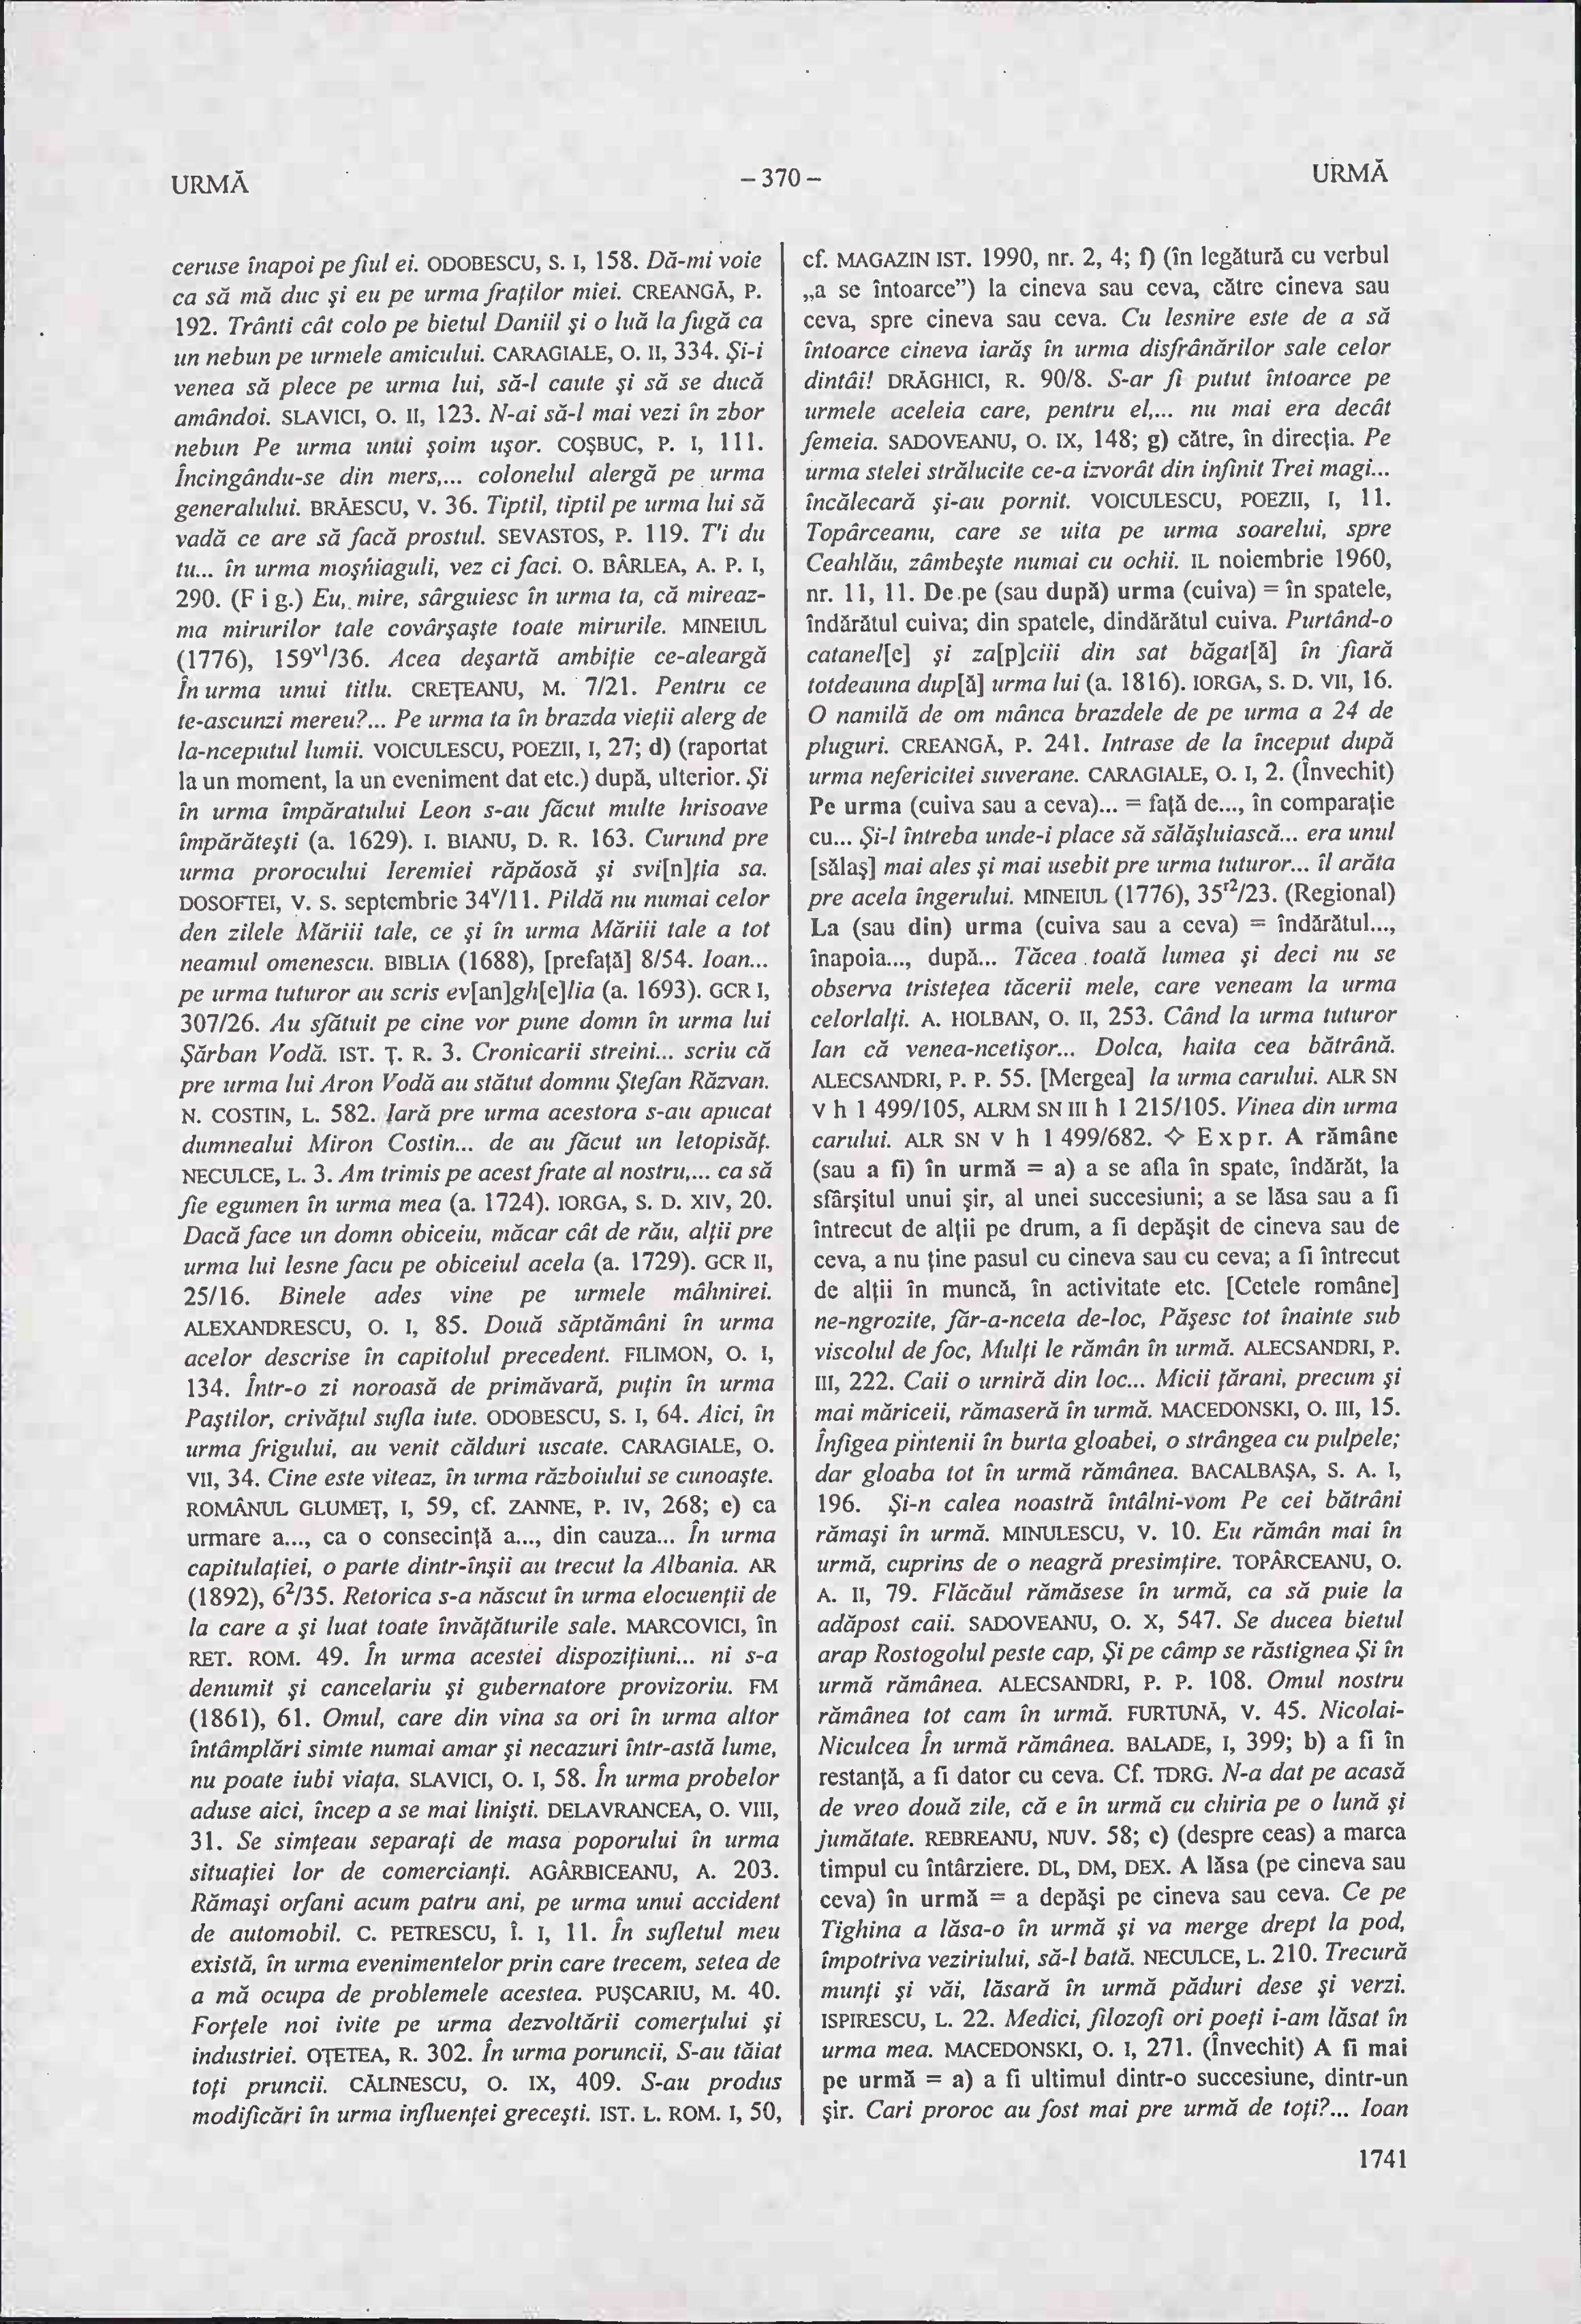 URMĂ
– 370 –
URMĂ
ceruse înapoi pe fiul ei. ODOBESCU, S. I, 158. Dă-mi voie
ca să mă duc şi eu pe urma fraţilor miei. CREANGĂ, P.
192. Trânti cât colo pe bietul Daniil şi o luă la fugă ca
un nebun pe urmele amicului. CARAGIALE, O. II, 334. Şi-i
venea să plece pe urma lui, să-l caute şi să se ducă
amândoi. SLAVICI, O. II, 123. N-ai să-l mai vezi în zbor
nebun Pe urma unui şoim uşor. COŞBUC, P. I, 111.
Încingându-se din mers,... colonelul alergă pe urma
generalului. BRĂESCU, V. 36. Tiptil, tiptil pe urma lui să
vadă ce are să facă prostul. SEVASTOS, P. 119. T'i du
tu... în urma moşńiaguli, vez ci faci. O. BÂRLEA, A. P. I,
290. (F i g.) Eu, mire, sârguiesc în urma ta, că mireaz-
ma mirurilor tale covârşaşte toate mirurile. MINEIUL
(1776), 159ᵛ¹/36. Acea deşartă ambiţie ce-aleargă
În urma unui titlu. CREŢEANU, M. 7/21. Pentru ce
te-ascunzi mereu?... Pe urma ta în brazda vieţii alerg de
la-nceputul lumii. VOICULESCU, POEZII, I, 27; d) (raportat
la un moment, la un eveniment dat etc.) după, ulterior. Şi
în urma împăratului Leon s-au făcut multe hrisoave
împărăteşti (a. 1629). I. BIANU, D. R. 163. Curund pre
urma prorocului Ieremiei răpăosă şi svi[n]ţia sa.
DOSOFTEI, V. S. septembrie 34ᵛ/11. Pildă nu numai celor
den zilele Măriii tale, ce şi în urma Măriii tale a tot
neamul omenescu. BIBLIA (1688), [prefaţă] 8/54. Ioan...
pe urma tuturor au scris ev[an]gh[e]lia (a. 1693). GCR I,
307/26. Au sfătuit pe cine vor pune domn în urma lui
Şărban Vodă. IST. Ţ. R. 3. Cronicarii streini... scriu că
pre urma lui Aron Vodă au stătut domnu Ştefan Răzvan.
N. COSTIN, L. 582. Iară pre urma acestora s-au apucat
dumnealui Miron Costin... de au făcut un letopisăţ.
NECULCE, L. 3. Am trimis pe acest frate al nostru,... ca să
fie egumen în urma mea (a. 1724). IORGA, S. D. XIV, 20.
Dacă face un domn obiceiu, măcar cât de rău, alţii pre
urma lui lesne facu pe obiceiul acela (a. 1729). GCR II,
25/16. Binele ades vine pe urmele mâhnirei.
ALEXANDRESCU, O. I, 85. Două săptămâni în urma
acelor descrise în capitolul precedent. FILIMON, O. I,
134. Într-o zi noroasă de primăvară, puţin în urma
Paştilor, crivăţul sufla iute. ODOBESCU, S. I, 64. Aici, în
urma frigului, au venit călduri uscate. CARAGIALE, O.
VII, 34. Cine este viteaz, în urma războiului se cunoaşte.
ROMÂNUL GLUMEŢ, I, 59, cf. ZANNE, P. IV, 268; e) ca
urmare a..., ca o consecinţă a..., din cauza... În urma
capitulaţiei, o parte dintr-înşii au trecut la Albania. AR
(1892), 6²/35. Retorica s-a născut în urma elocuenţii de
la care a şi luat toate învăţăturile sale. MARCOVICI, în
RET. ROM. 49. În urma acestei dispoziţiuni... ni s-a
denumit şi cancelariu şi gubernatore provizoriu. FM
(1861), 61. Omul, care din vina sa ori în urma altor
întâmplări simte numai amar şi necazuri într-astă lume,
nu poate iubi viaţa. SLAVICI, O. I, 58. În urma probelor
aduse aici, încep a se mai linişti. DELAVRANCEA, O. VIII,
31. Se simţeau separaţi de masa poporului în urma
situaţiei lor de comercianţi. AGÂRBICEANU, A. 203.
Rămaşi orfani acum patru ani, pe urma unui accident
de automobil. C. PETRESCU, Î. I, 11. În sufletul meu
există, în urma evenimentelor prin care trecem, setea de
a mă ocupa de problemele acestea. PUŞCARIU, M. 40.
Forţele noi ivite pe urma dezvoltării comerţului şi
industriei. OŢETEA, R. 302. În urma poruncii, S-au tăiat
toţi pruncii. CĂLINESCU, O. IX, 409. S-au produs
modificări în urma influenţei greceşti. IST. L. ROM. I, 50,
cf. MAGAZIN IST. 1990, nr. 2, 4; f) (în legătură cu verbul
„a se întoarce”) la cineva sau ceva, către cineva sau
ceva, spre cineva sau ceva. Cu lesnire este de a să
întoarce cineva iarăş în urma disfrânărilor sale celor
dintâi! DRĂGHICI, R. 90/8. S-ar fi putut întoarce pe
urmele aceleia care, pentru el,... nu mai era decât
femeia. SADOVEANU, O. IX, 148; g) către, în direcţia. Pe
urma stelei strălucite ce-a izvorât din infinit Trei magi...
încălecară şi-au pornit. VOICULESCU, POEZII, I, 11.
Topârceanu, care se uita pe urma soarelui, spre
Ceahlău, zâmbeşte numai cu ochii. IL noiembrie 1960,
nr. 11, 11. De pe (sau după) urma (cuiva) = în spatele,
îndărătul cuiva; din spatele, dindărătul cuiva. Purtând-o
catanel[e] şi za[p]ciii din sat băgat[ă] în fiară
totdeauna dup[ă] urma lui (a. 1816). IORGA, S. D. VII, 16.
O namilă de om mânca brazdele de pe urma a 24 de
pluguri. CREANGĂ, P. 241. Intrase de la început după
urma nefericitei suverane. CARAGIALE, O. I, 2. (Învechit)
Pe urma (cuiva sau a ceva)... = faţă de..., în comparaţie
cu... Şi-l întreba unde-i place să sălăşluiască... era unul
[sălaş] mai ales şi mai usebit pre urma tuturor... îl arăta
pre acela îngerului. MINEIUL (1776), 35ʳ²/23. (Regional)
La (sau din) urma (cuiva sau a ceva) = îndărătul...,
înapoia..., după... Tăcea toată lumea şi deci nu se
observa tristeţea tăcerii mele, care veneam la urma
celorlalţi. A. HOLBAN, O. II, 253. Când la urma tuturor
Ian că venea-ncetişor... Dolca, haita cea bătrână.
ALECSANDRI, P. P. 55. [Mergea] la urma carului. ALR SN
V h 1 499/105, ALRM SN III h 1 215/105. Vinea din urma
carului. ALR SN V h 1 499/682. ✧ E x p r. A rămâne
(sau a fi) în urmă = a) a se afla în spate, îndărăt, la
sfârşitul unui şir, al unei succesiuni; a se lăsa sau a fi
întrecut de alţii pe drum, a fi depăşit de cineva sau de
ceva, a nu ţine pasul cu cineva sau cu ceva; a fi întrecut
de alţii în muncă, în activitate etc. [Cetele române]
ne-ngrozite, făr-a-nceta de-loc, Păşesc tot înainte sub
viscolul de foc, Mulţi le rămân în urmă. ALECSANDRI, P.
III, 222. Caii o urniră din loc... Micii ţărani, precum şi
mai măriceii, rămaseră în urmă. MACEDONSKI, O. III, 15.
Înfigea pintenii în burta gloabei, o strângea cu pulpele;
dar gloaba tot în urmă rămânea. BACALBAŞA, S. A. I,
196. Şi-n calea noastră întâlni-vom Pe cei bătrâni
rămaşi în urmă. MINULESCU, V. 10. Eu rămân mai în
urmă, cuprins de o neagră presimţire. TOPÂRCEANU, O.
A. II, 79. Flăcăul rămăsese în urmă, ca să puie la
adăpost caii. SADOVEANU, O. X, 547. Se ducea bietul
arap Rostogolul peste cap, Şi pe câmp se răstignea Şi în
urmă rămânea. ALECSANDRI, P. P. 108. Omul nostru
rămânea tot cam în urmă. FURTUNĂ, V. 45. Nicolai-
Niculcea În urmă rămânea. BALADE, I, 399; b) a fi în
restanţă, a fi dator cu ceva. Cf. TDRG. N-a dat pe acasă
de vreo două zile, că e în urmă cu chiria pe o lună şi
jumătate. REBREANU, NUV. 58; c) (despre ceas) a marca
timpul cu întârziere. DL, DM, DEX. A lăsa (pe cineva sau
ceva) în urmă = a depăşi pe cineva sau ceva. Ce pe
Tighina a lăsa-o în urmă şi va merge drept la pod,
împotriva veziriului, să-l bată. NECULCE, L. 210. Trecură
munţi şi văi, lăsară în urmă păduri dese şi verzi.
ISPIRESCU, L. 22. Medici, filozofi ori poeţi i-am lăsat în
urma mea. MACEDONSKI, O. I, 271. (Învechit) A fi mai
pe urmă = a) a fi ultimul dintr-o succesiune, dintr-un
şir. Cari proroc au fost mai pre urmă de toţi?... Ioan
1741